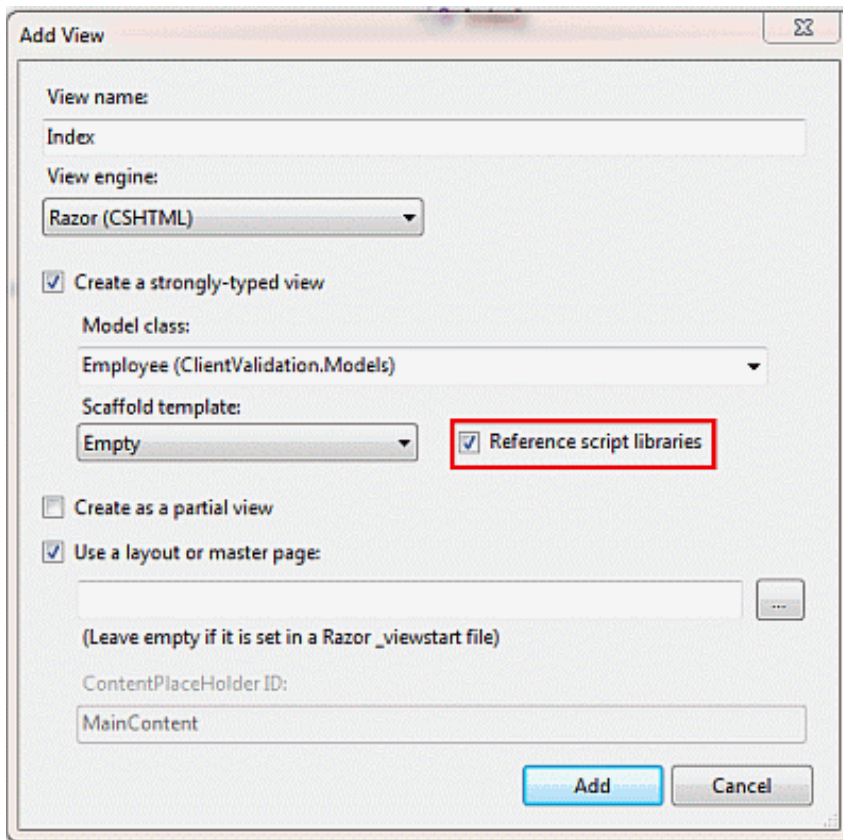 Add View
View name:
Index
View engine:
Razor (CSHTML)
Create a strongly-typed view
Model class:
Employee (ClientValidation.Models)
Scaffold template:
Empty
Reference script libraries
Create as a partial view
Use a layout or master page:
...
(Leave empty if it is set in a Razor _viewstart file)
ContentPlaceHolder ID:
MainContent
Add
Cancel